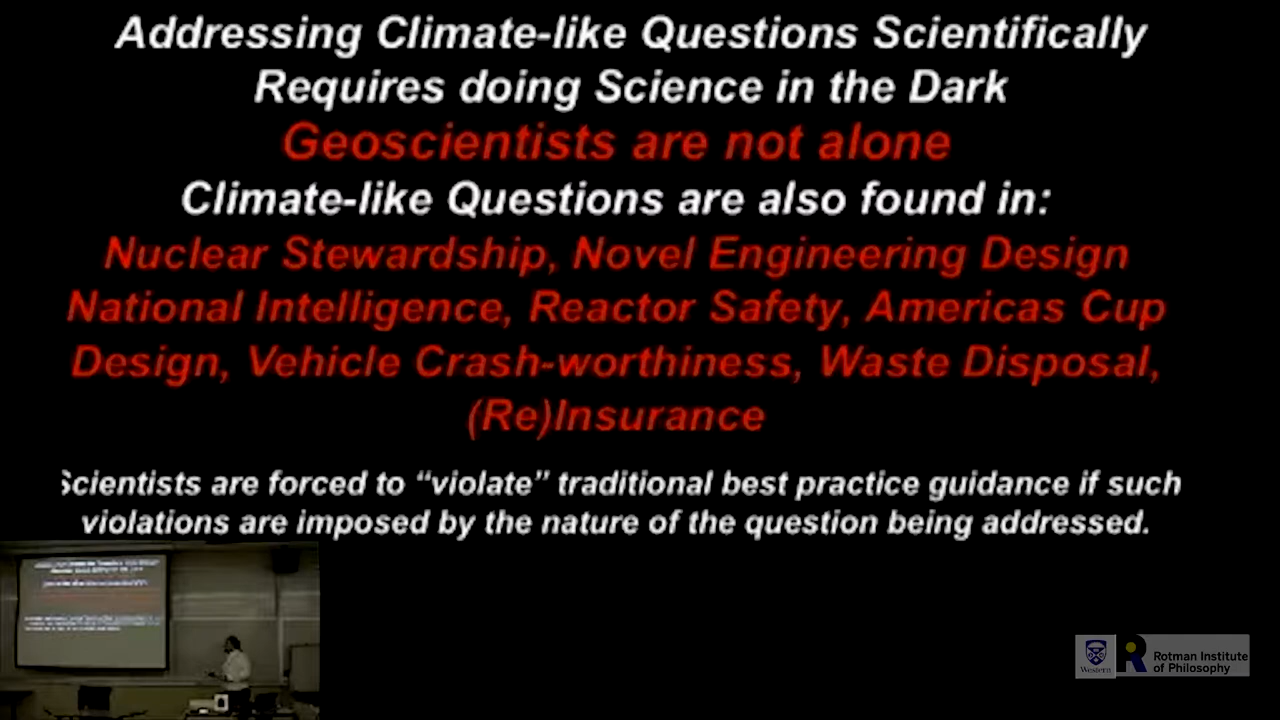 Addressing Climate-like Questions Scientifically
Requires doing Science in the Dark
Geoscientists are not alone
Climate-like Questions are also found in:
Nuclear Stewardship, Novel Engineering Design
National Intelligence, Reactor Safety, Americas Cup
Design, Vehicle Crash-worthiness, Waste Disposal,
(Re)Insurance
Scientists are forced to “violate” traditional best practice guidance if such
violations are imposed by the nature of the question being addressed.
Western
Rotman Institute
of Philosophy